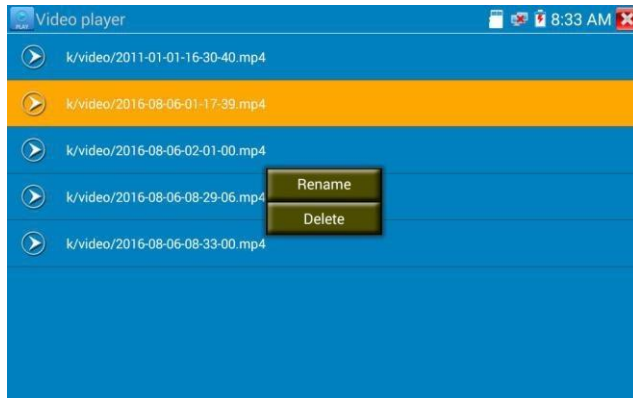 Video player
8:33 AM
PLAY
k/video/2011-01-01-16-30-40.mp4
k/video/2016-08-06-01-17-39.mp4
k/video/2016-08-06-02-01-00.mp4
k/video/2016-08-06-08-29-06.mp4
Rename
Delete
k/video/2016-08-06-08-33-00.mp4